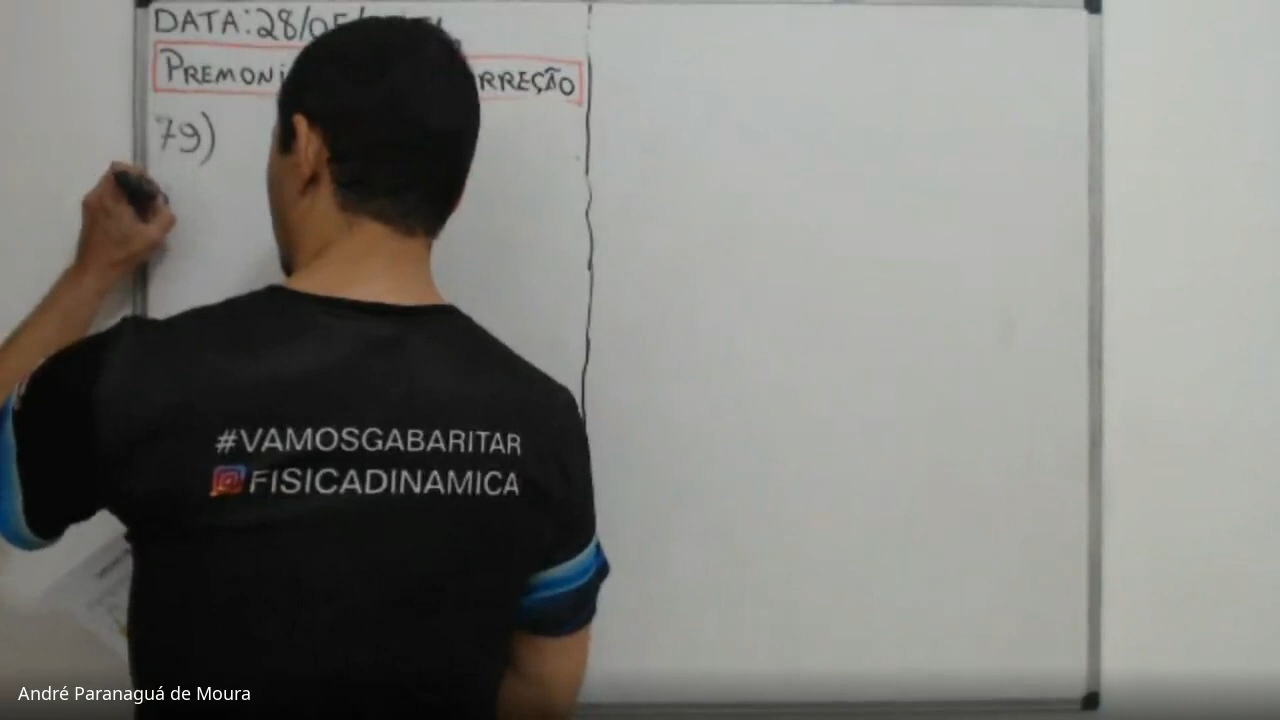 DATA:28/05/
PREMONI RREÇÃO
79)
#VAMOSGABARITAR
@FISICADINAMICA
André Paranaguá de Moura